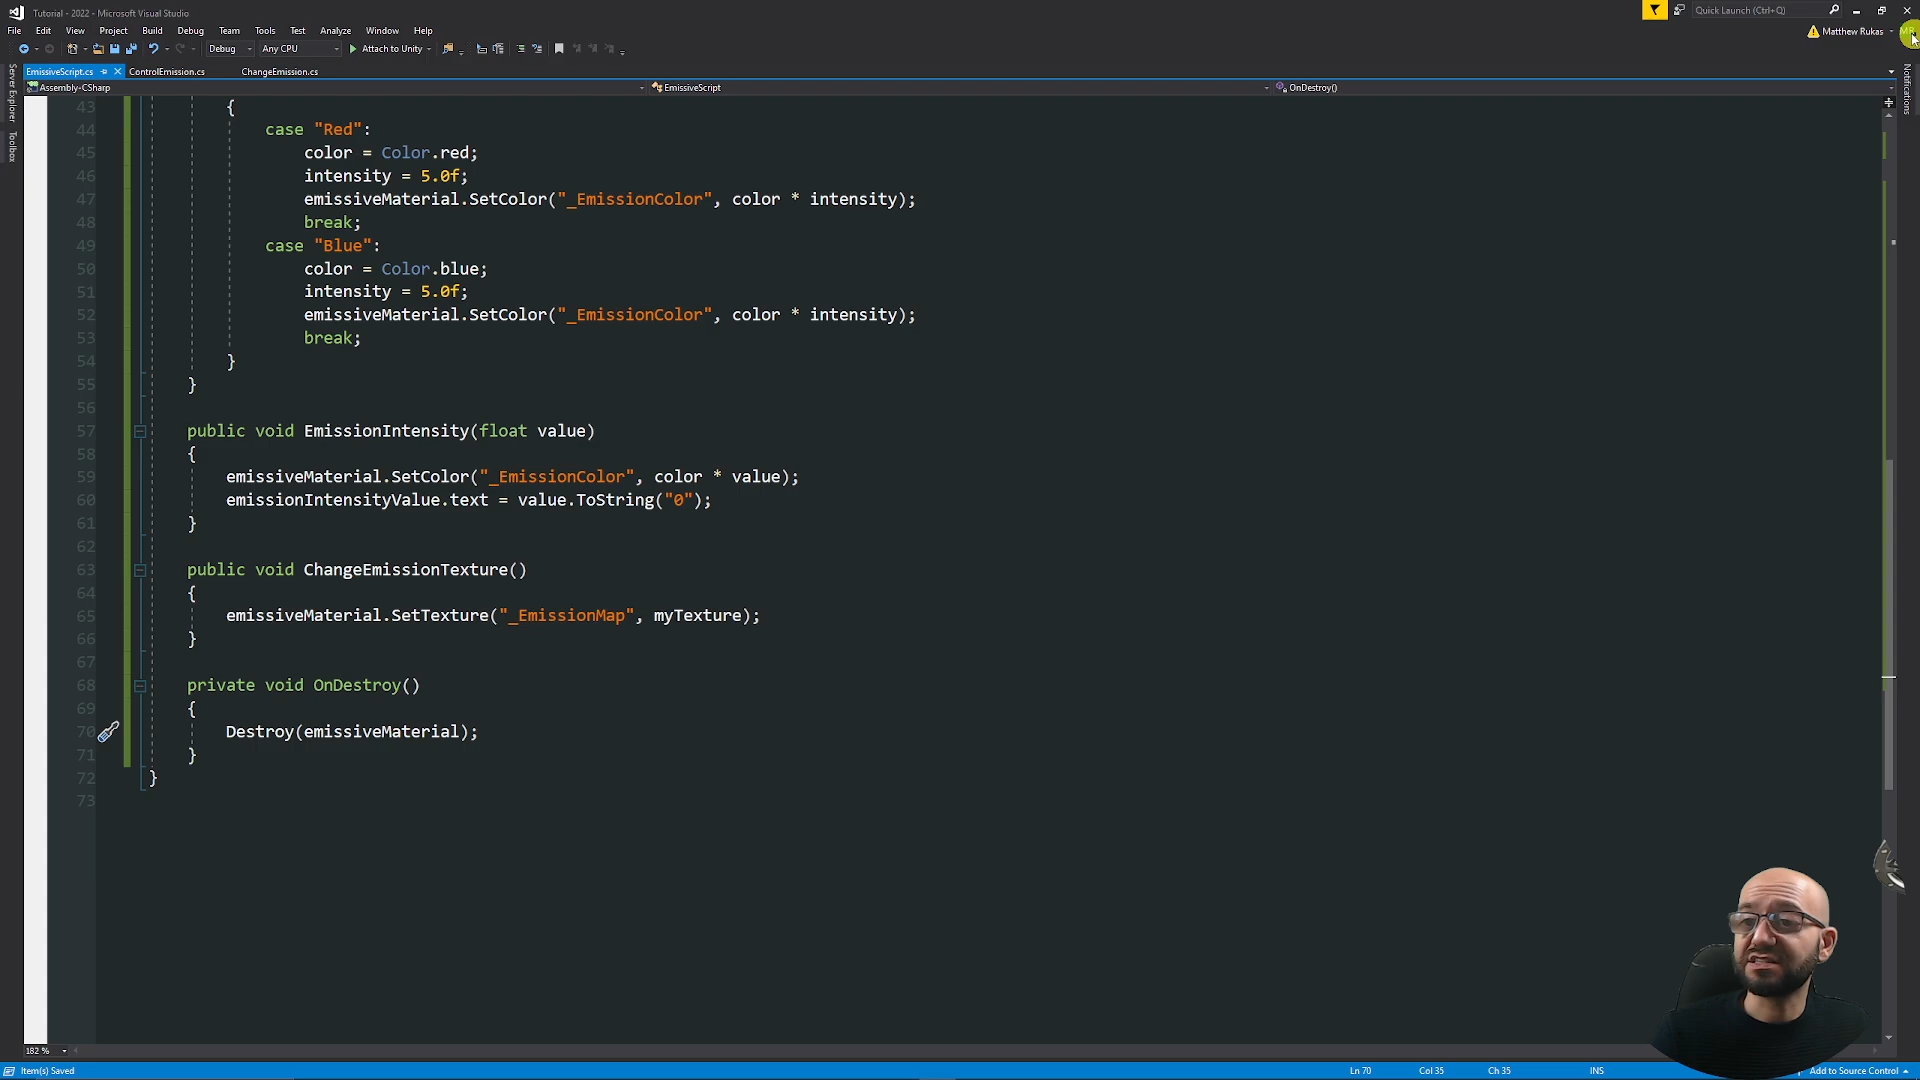 Tutorial - 2022 - Microsoft Visual Studio
Quick Launch (Ctrl+Q)
File Edit View Project Build Debug Team Tools Test Analyze Window Help
Matthew Rukas
MR
Debug Any CPU Attach to Unity
EmissiveScript.cs ControlEmission.cs ChangeEmission.cs
Assembly-CSharp EmissiveScript OnDestroy()
Server Explorer
Toolbox
Notifications
43 {
44 case "Red":
45 color = Color.red;
46 intensity = 5.0f;
47 emissiveMaterial.SetColor("_EmissionColor", color * intensity);
48 break;
49 case "Blue":
50 color = Color.blue;
51 intensity = 5.0f;
52 emissiveMaterial.SetColor("_EmissionColor", color * intensity);
53 break;
54 }
55 }
56
57 public void EmissionIntensity(float value)
58 {
59 emissiveMaterial.SetColor("_EmissionColor", color * value);
60 emissionIntensityValue.text = value.ToString("0");
61 }
62
63 public void ChangeEmissionTexture()
64 {
65 emissiveMaterial.SetTexture("_EmissionMap", myTexture);
66 }
67
68 private void OnDestroy()
69 {
70 Destroy(emissiveMaterial);
71 }
72 }
73
182 %
Item(s) Saved Ln 70 Col 35 Ch 35 INS Add to Source Control